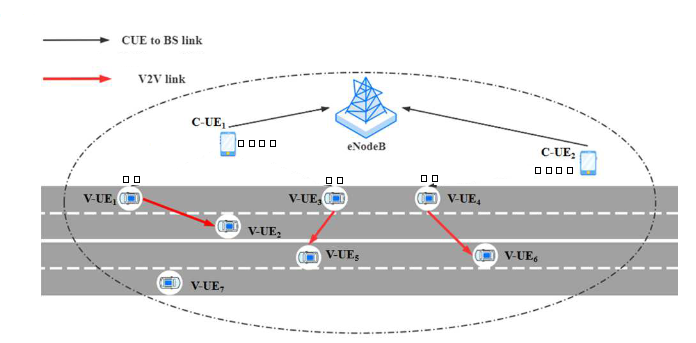 CUE to BS link
V2V link
C-UE₁
eNodeB
C-UE₂
V-UE₁
V-UE₃
V-UE₄
V-UE₂
V-UE₅
V-UE₆
V-UE₇